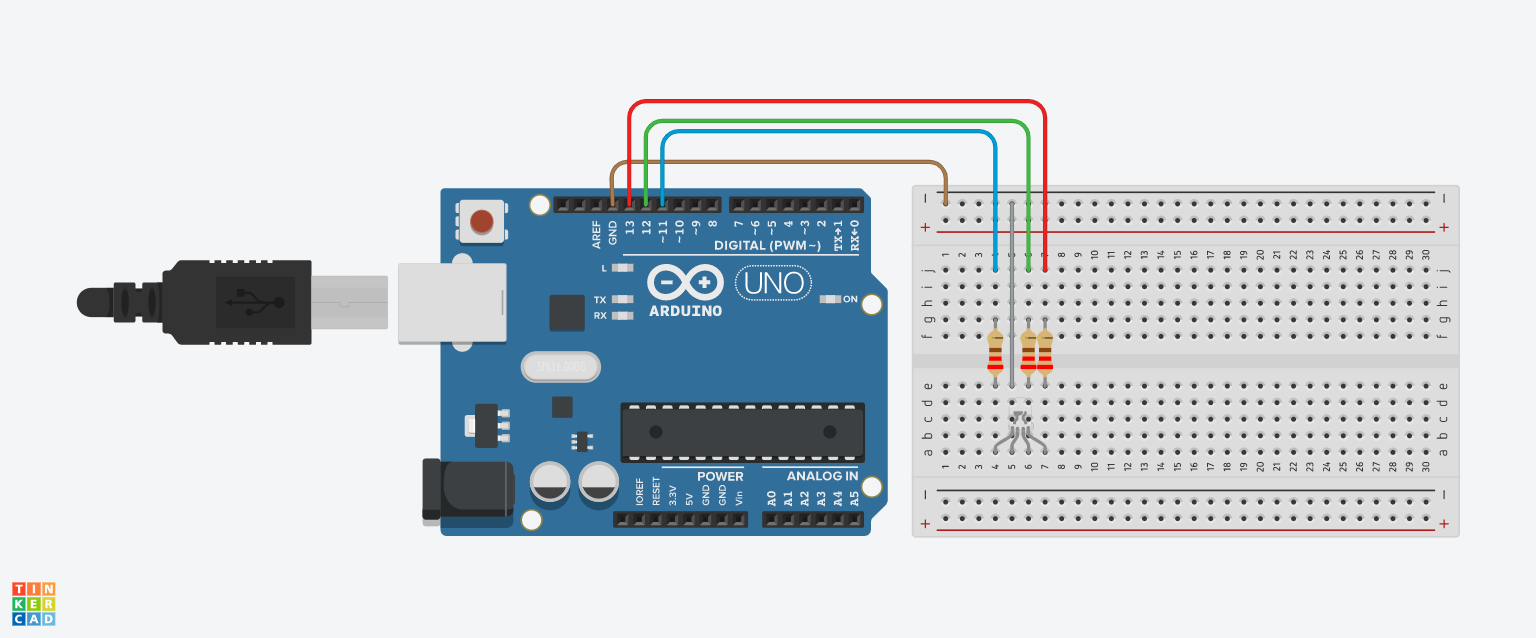 - -
+ +
1 2 3 4 5 6 7 8 9 10 11 12 13 14 15 16 17 18 19 20 21 22 23 24 25 26 27 28 29 30
j j
i i
h h
g g
f f
e e
d d
c c
b b
a a
1 2 3 4 5 6 7 8 9 10 11 12 13 14 15 16 17 18 19 20 21 22 23 24 25 26 27 28 29 30
- -
+ +
AREF GND 13 12 ~11 ~10 ~9 8 7 ~6 ~5 4 ~3 2 TX→1 RX←0
DIGITAL (PWM~)
L
TX
RX
ARDUINO
UNO
ON
POWER
ANALOG IN
IOREF RESET 3.3V 5V GND GND Vin A0 A1 A2 A3 A4 A5
TIN
KER
CAD